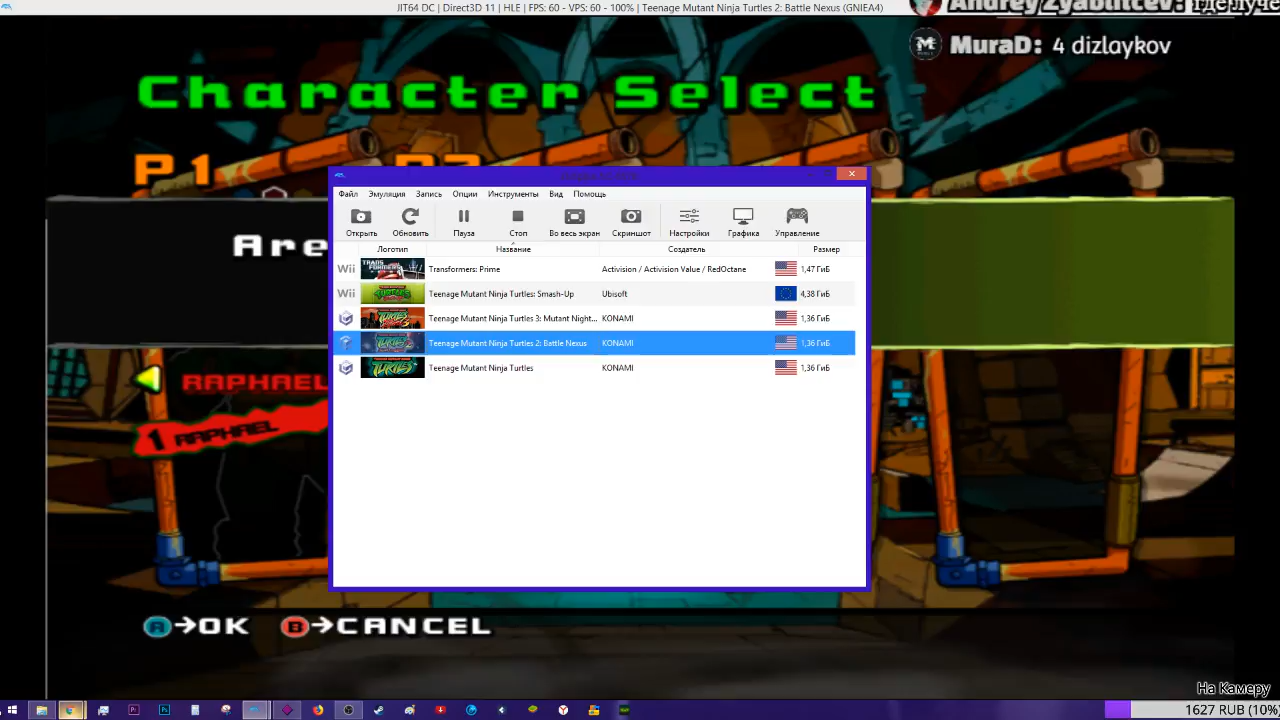 JIT64 DC | Direct3D 11 | HLE | FPS: 60 - VPS: 60 - 100% | Teenage Mutant Ninja Turtles 2: Battle Nexus (GNIEA4)
AndreyZyablitcev:
MuraD: 4 dizlaykov
Character Select
P1 P2
Файл Эмуляция Запись Опции Инструменты Вид Помощь
Открыть Обновить Пауза Стоп Во весь экран Скриншот Настройки Графика Управление
Логотип Название Создатель Размер
Wii Transformers: Prime Activision / Activision Value / RedOctane 1,47 ГиБ
Wii Teenage Mutant Ninja Turtles: Smash-Up Ubisoft 4,38 ГиБ
Teenage Mutant Ninja Turtles 3: Mutant Night... KONAMI 1,36 ГиБ
Teenage Mutant Ninja Turtles 2: Battle Nexus KONAMI 1,36 ГиБ
Teenage Mutant Ninja Turtles KONAMI 1,36 ГиБ
Are
RAPHAEL
1 RAPHAEL
A→OK B→CANCEL
На Камеру
1627 RUB (10%)